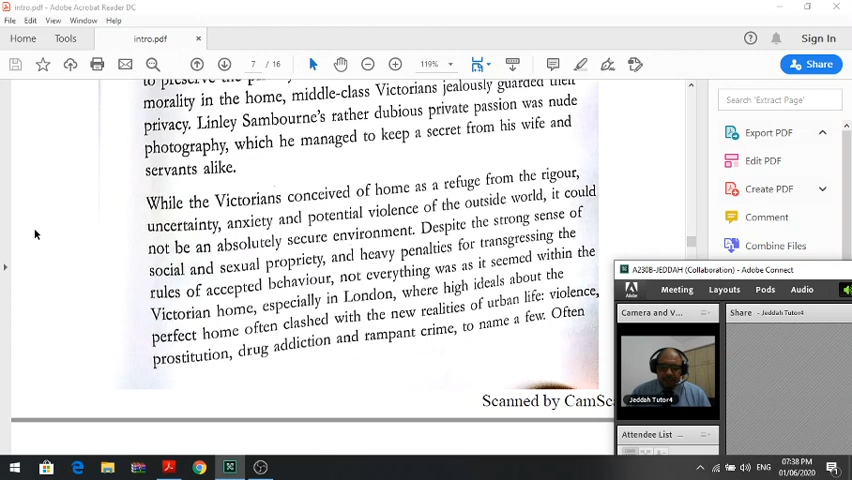 intro.pdf - Adobe Acrobat Reader DC
File Edit View Window Help
Home Tools intro.pdf × Sign In
7 / 16 119% Share
to preserve the
morality in the home, middle-class Victorians jealously guarded their
privacy. Linley Sambourne's rather dubious private passion was nude
photography, which he managed to keep a secret from his wife and
servants alike.
While the Victorians conceived of home as a refuge from the rigour,
uncertainty, anxiety and potential violence of the outside world, it could
not be an absolutely secure environment. Despite the strong sense of
social and sexual propriety, and heavy penalties for transgressing the
rules of accepted behaviour, not everything was as it seemed within the
Victorian home, especially in London, where high ideals about the
perfect home often clashed with the new realities of urban life: violence,
prostitution, drug addiction and rampant crime, to name a few. Often
Scanned by CamSca
Search 'Extract Page'
Export PDF
Edit PDF
Create PDF
Comment
Combine Files
A230B-JEDDAH (Collaboration) - Adobe Connect
Meeting Layouts Pods Audio
Camera and V...
Share - Jeddah Tutor4
Jeddah Tutor4
Attendee List
ENG
07:38 PM
01/06/2020